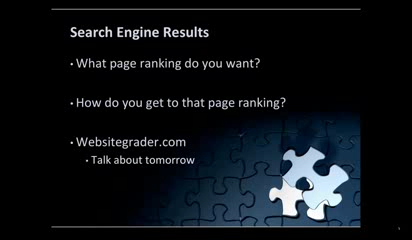 Search Engine Results
• What page ranking do you want?
• How do you get to that page ranking?
• Websitegrader.com
• Talk about tomorrow